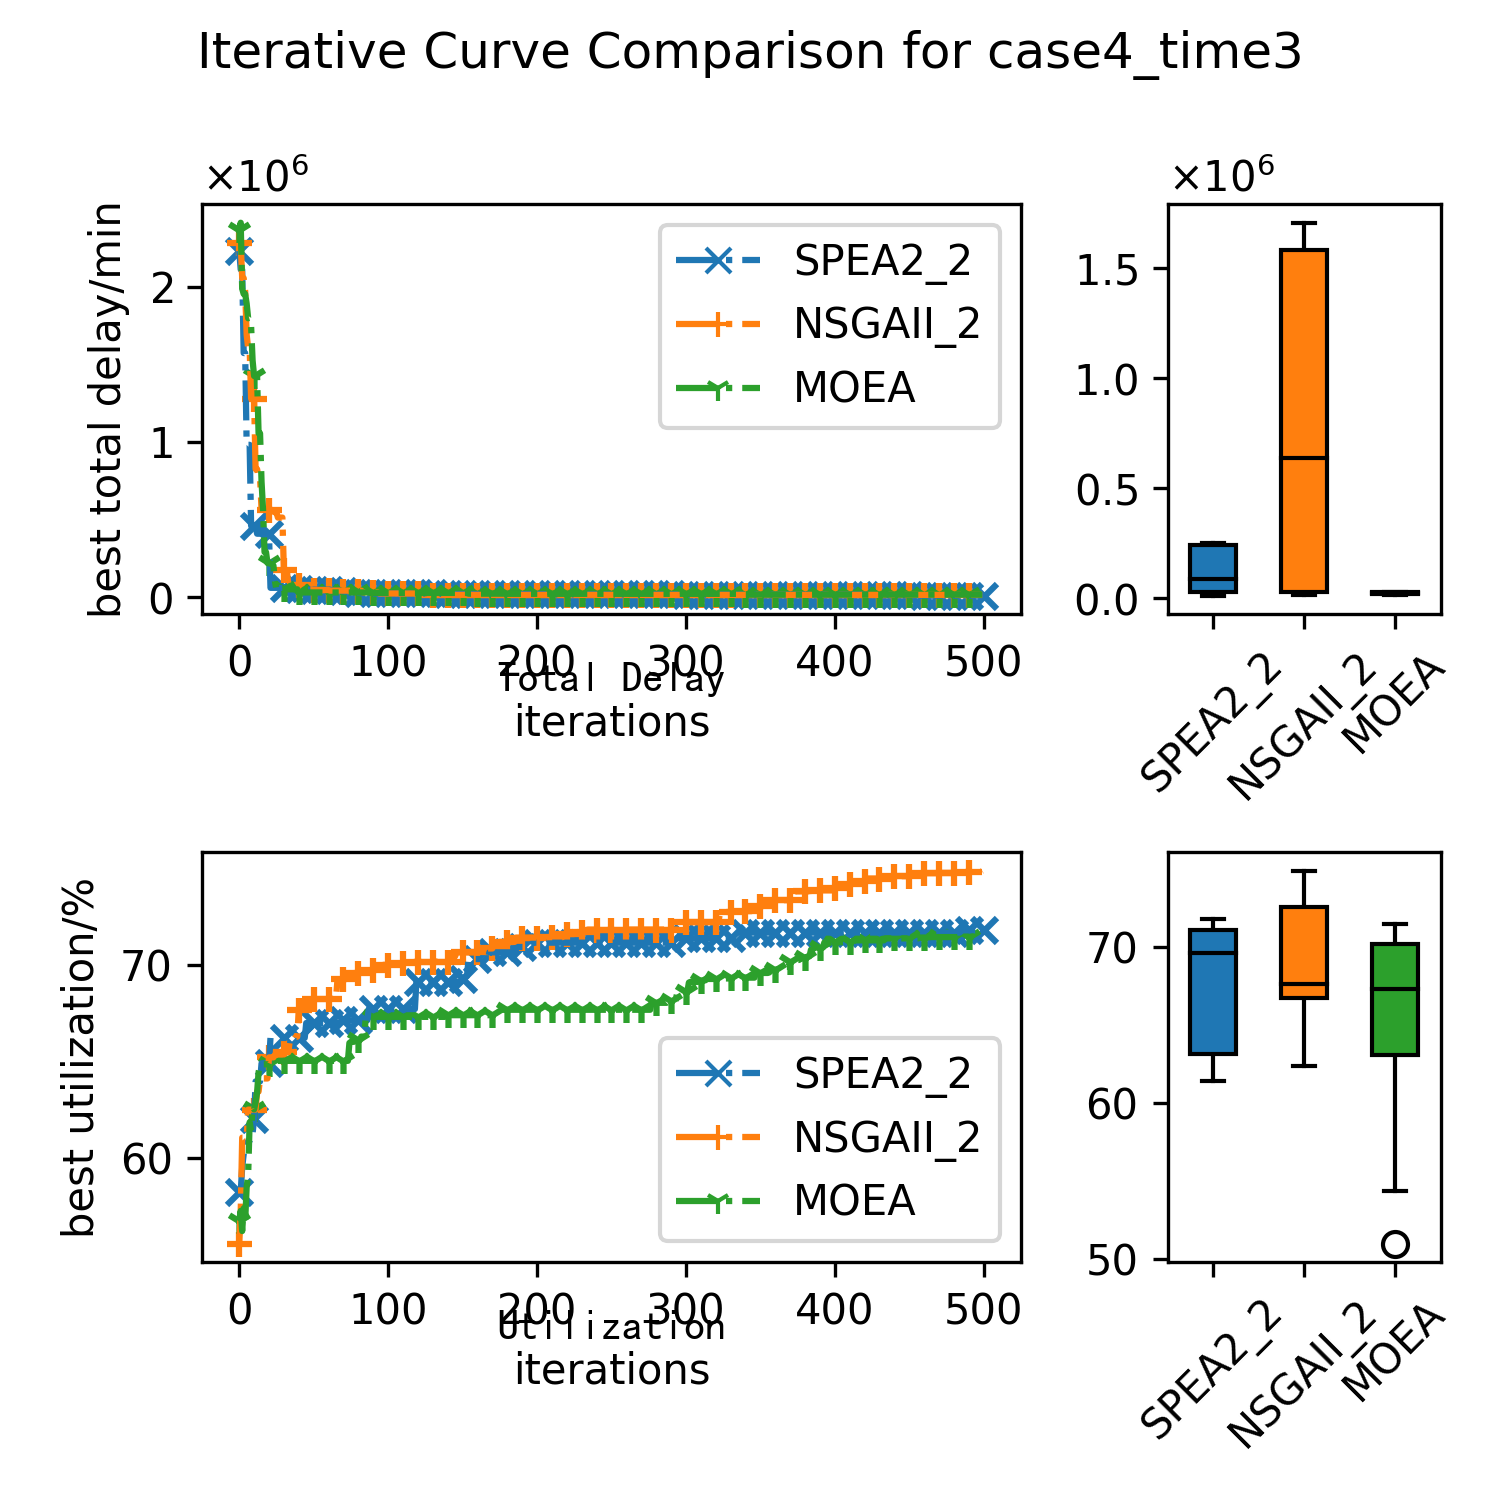 Iterative Curve Comparison for case4_time3
×10⁶
best total delay/min
2
1
0
SPEA2_2
NSGAII_2
MOEA
0 100 200 300 400 500
Total Delay
iterations
×10⁶
1.5
1.0
0.5
0.0
SPEA2_2
NSGAII_2
MOEA
best utilization/%
70
60
SPEA2_2
NSGAII_2
MOEA
0 100 200 300 400 500
Utilization
iterations
70
60
50
SPEA2_2
NSGAII_2
MOEA